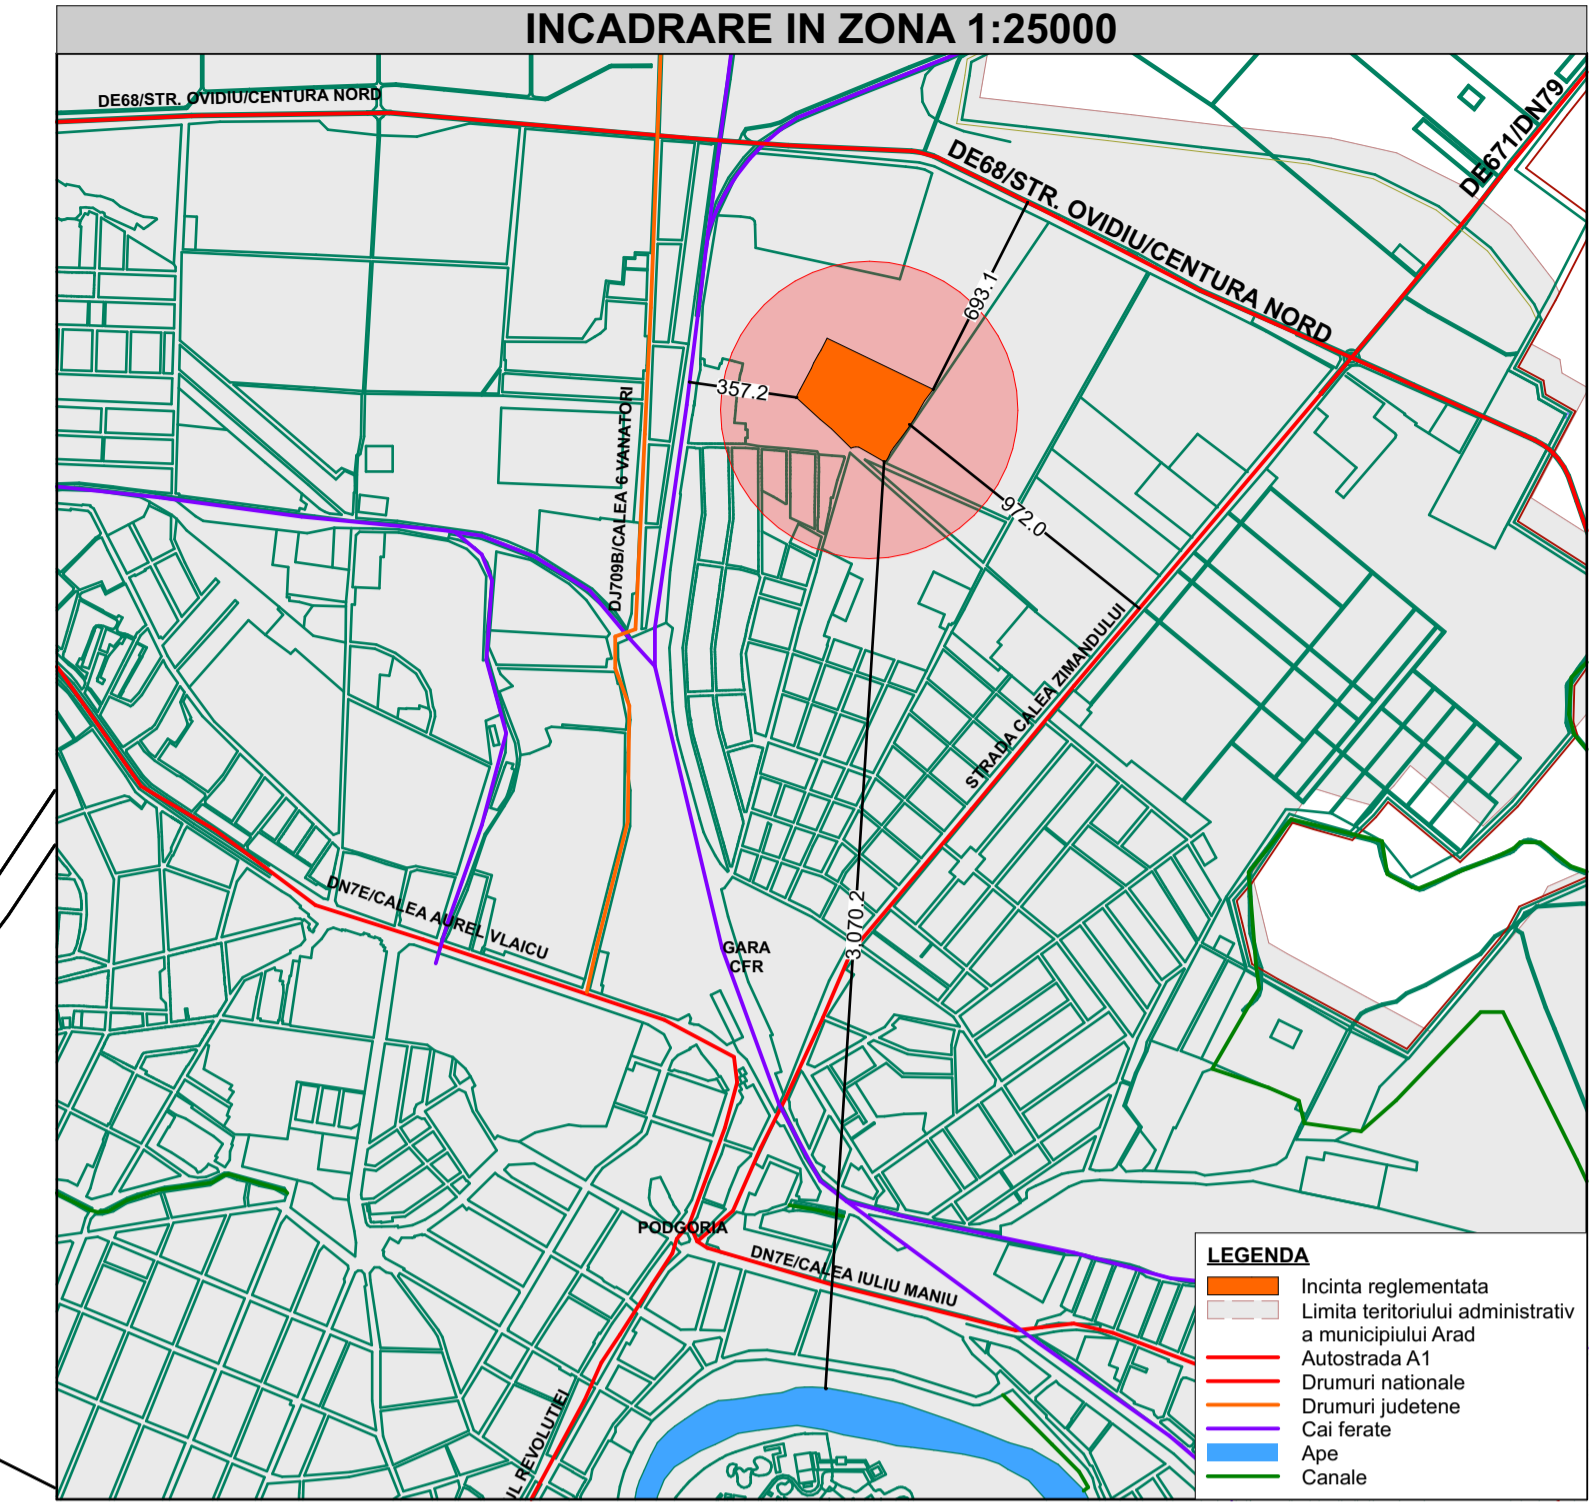 INCADRARE IN ZONA 1:25000
DE68/STR. OVIDIU/CENTURA NORD
DE671/DN79
DE68/STR. OVIDIU/CENTURA NORD
693.1
357.2
DJ709B/CALEA 6 VANATORI
972.0
STRADA CALEA ZIMANDULUI
DN7E/CALEA AUREL VLAICU
3,070.2
GARA
CFR
PODGORIA
DN7E/CALEA IULIU MANIU
UL REVOLUTIEI
LEGENDA
Incinta reglementata
Limita teritoriului administrativ
a municipiului Arad
Autostrada A1
Drumuri nationale
Drumuri judetene
Cai ferate
Ape
Canale